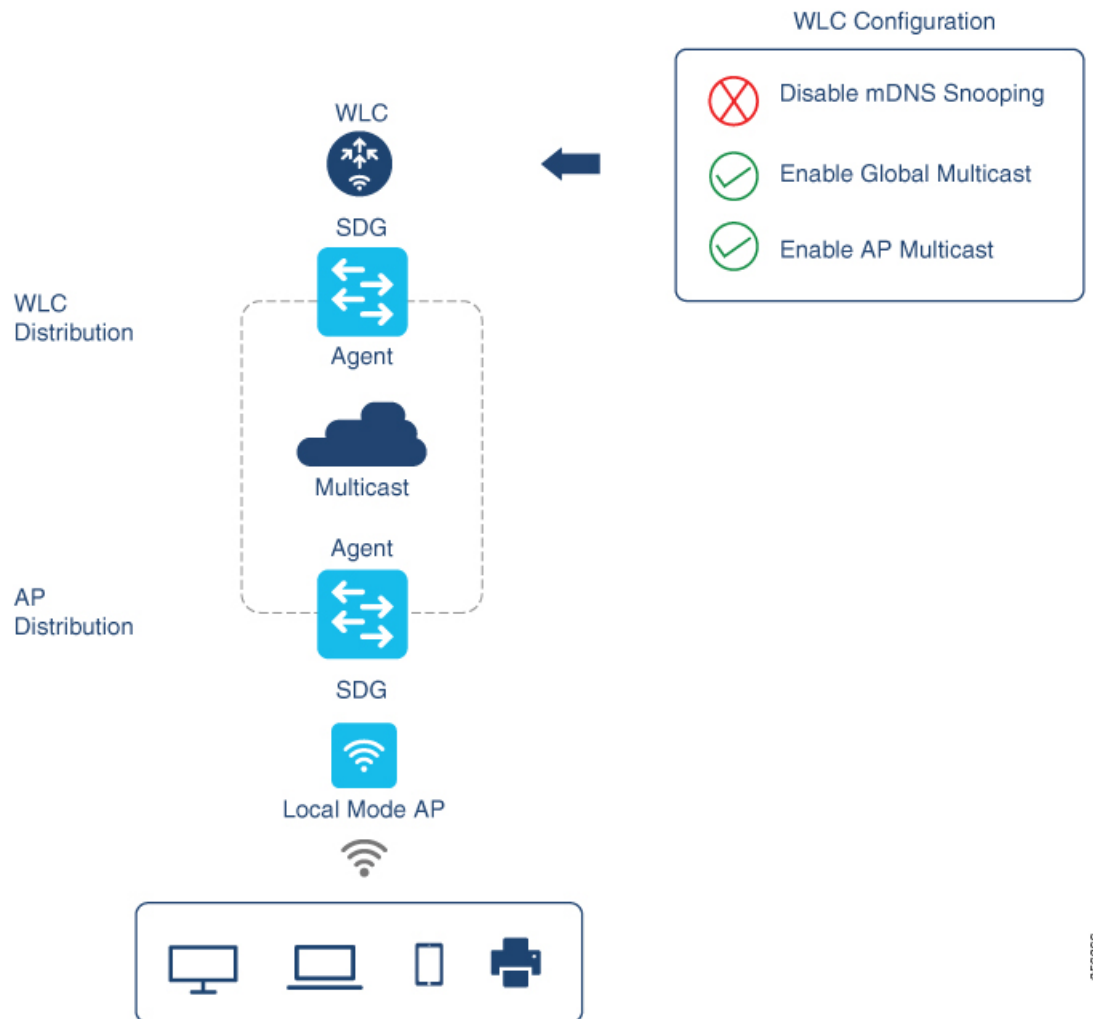 WLC Configuration
Disable mDNS Snooping
Enable Global Multicast
Enable AP Multicast
WLC
SDG
WLC
Distribution
Agent
Multicast
Agent
AP
Distribution
SDG
Local Mode AP